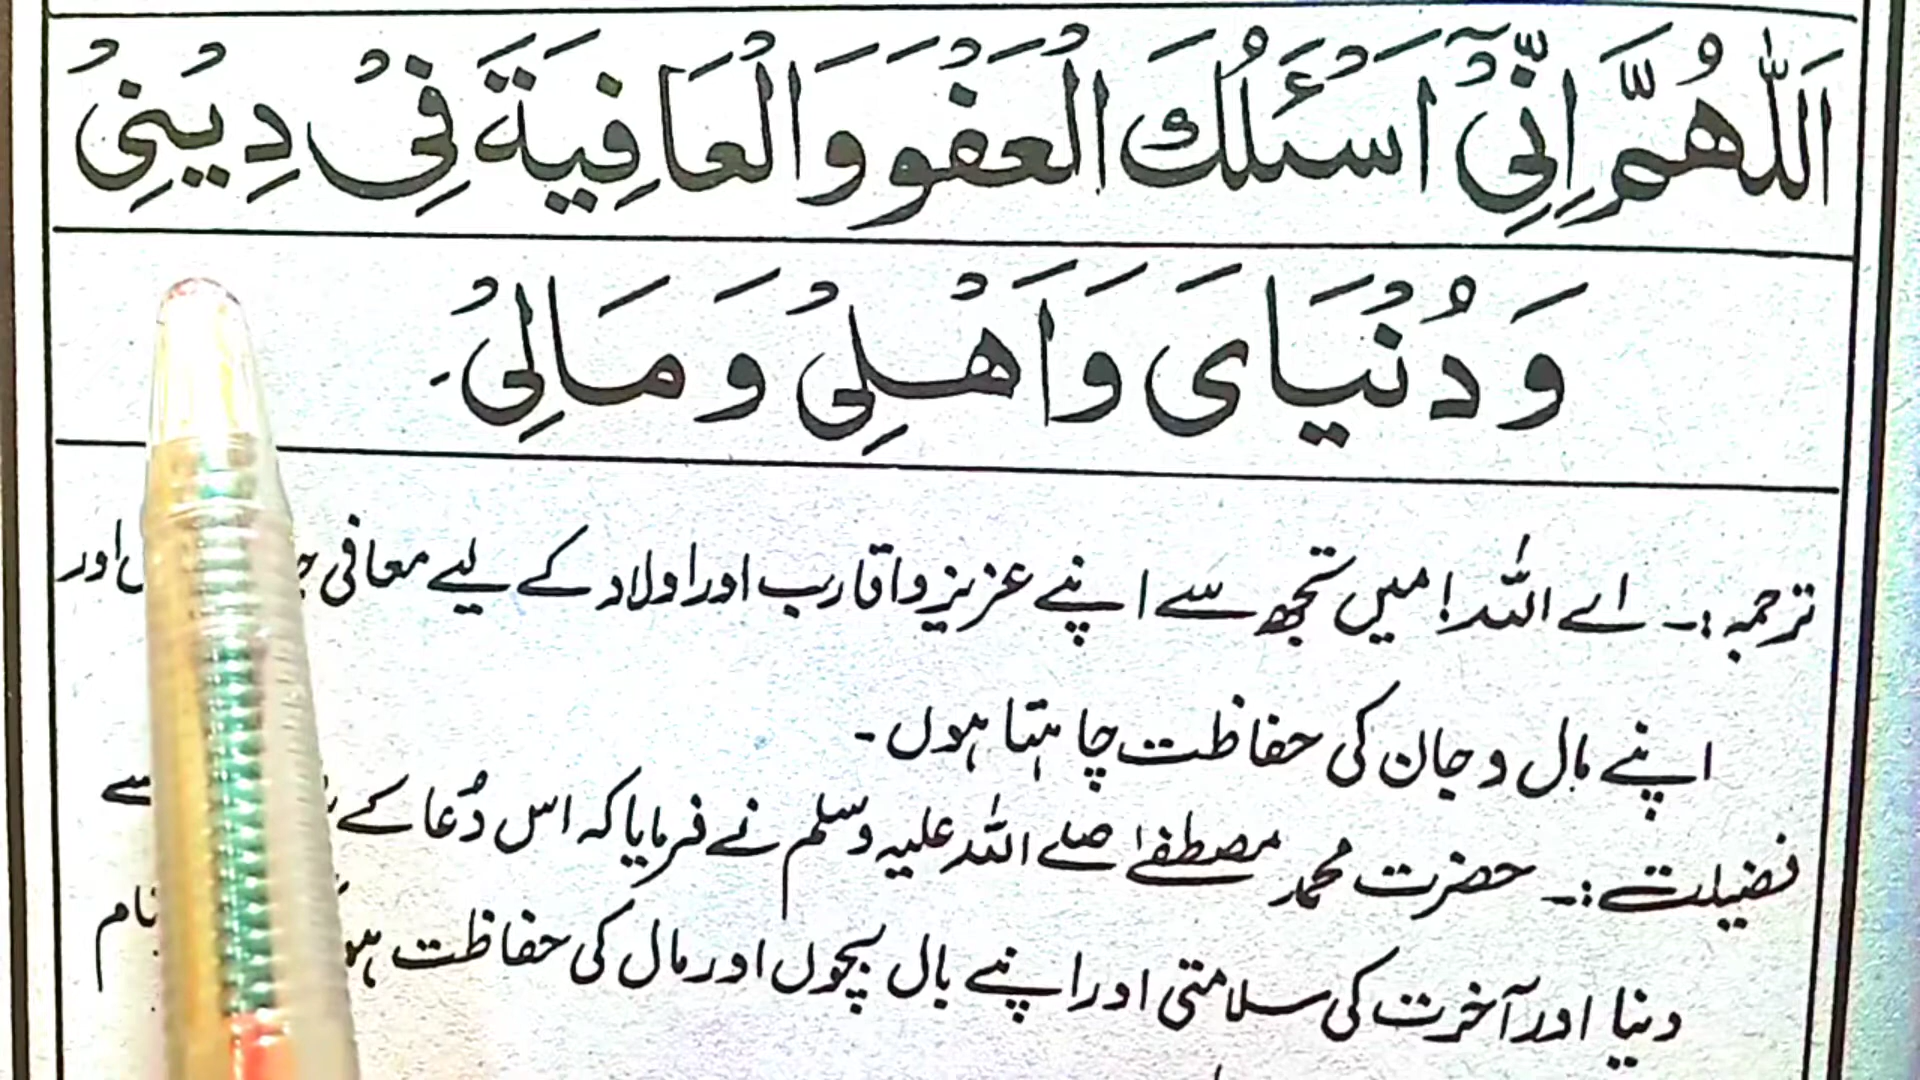 اَللّٰهُمَّ اِنِّیْۤ اَسْئَلُكَ الْعَفْوَ وَالْعَافِیَةَ فِیْ دِیْنِیْ
وَ دُنْیَایَ وَ اَهْلِیْ وَ مَالِیْ۔
ترجمہ:۔ اے اللہ! میں تجھ سے اپنے عزیز واقارب اور اولاد کے لیے معافی اور
اپنے مال و جان کی حفاظت چاہتا ہوں۔
فضیلت:۔ حضرت محمد مصطفےٰ صلے اللہ علیہ وسلم نے فرمایا کہ اس دُعا کے سے
دنیا اور آخرت کی سلامتی اور اپنے بال بچوں اور مال کی حفاظت